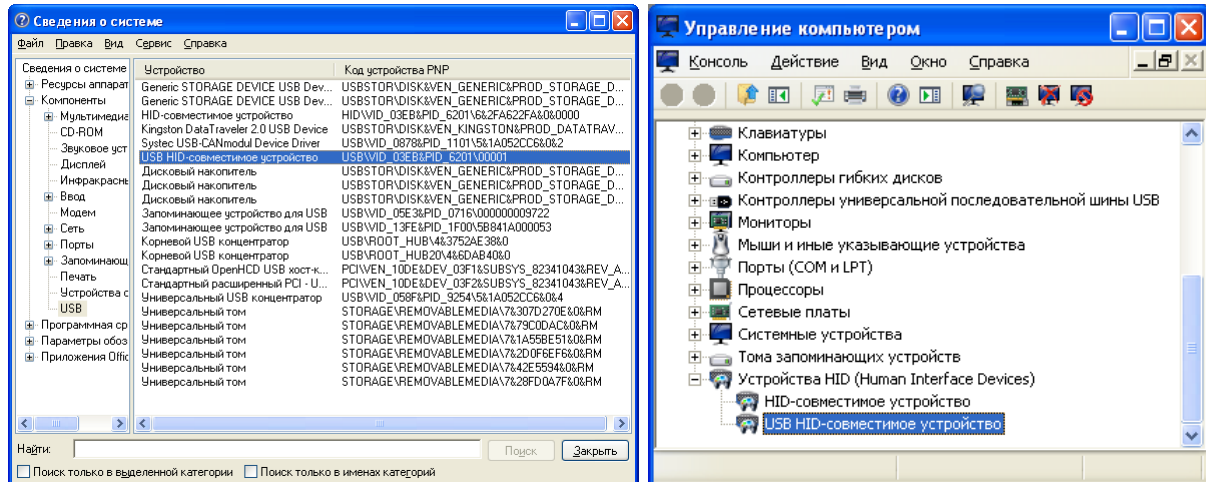 Сведения о системе
Файл Правка Вид Сервис Справка
Сведения о системе
Ресурсы аппарат
Компоненты
Мультимедиа
CD-ROM
Звуковое уст
Дисплей
Инфракрасны
Ввод
Модем
Сеть
Порты
Запоминающ
Печать
Устройства с
USB
Программная ср
Параметры обоз
Приложения Offic
Устройство Код устройства PNP
Generic STORAGE DEVICE USB Dev... USBSTOR\DISK&VEN_GENERIC&PROD_STORAGE_D...
Generic STORAGE DEVICE USB Dev... USBSTOR\DISK&VEN_GENERIC&PROD_STORAGE_D...
HID-совместимое устройство HID\VID_03EB&PID_6201\6&2FA622FA&0&0000
Kingston DataTraveler 2.0 USB Device USBSTOR\DISK&VEN_KINGSTON&PROD_DATATRAV...
Systec USB-CANmodul Device Driver USB\VID_0878&PID_1101\5&1A052CC6&0&2
USB HID-совместимое устройство USB\VID_03EB&PID_6201\00001
Дисковый накопитель USBSTOR\DISK&VEN_GENERIC&PROD_STORAGE_D...
Дисковый накопитель USBSTOR\DISK&VEN_GENERIC&PROD_STORAGE_D...
Дисковый накопитель USBSTOR\DISK&VEN_GENERIC&PROD_STORAGE_D...
Запоминающее устройство для USB USB\VID_05E3&PID_0716\000000009722
Запоминающее устройство для USB USB\VID_13FE&PID_1F00\5B841A000053
Корневой USB концентратор USB\ROOT_HUB\4&3752AE38&0
Корневой USB концентратор USB\ROOT_HUB20\4&6DAB40&0
Стандартный OpenHCD USB хост-к... PCI\VEN_10DE&DEV_03F1&SUBSYS_82341043&REV_A...
Стандартный расширенный PCI - U... PCI\VEN_10DE&DEV_03F2&SUBSYS_82341043&REV_A...
Универсальный USB концентратор USB\VID_058F&PID_9254\5&1A052CC6&0&4
Универсальный том STORAGE\REMOVABLEMEDIA\7&307D270E&0&RM
Универсальный том STORAGE\REMOVABLEMEDIA\7&79C0DAC&0&RM
Универсальный том STORAGE\REMOVABLEMEDIA\7&1A55BE51&0&RM
Универсальный том STORAGE\REMOVABLEMEDIA\7&2D0F6EF6&0&RM
Универсальный том STORAGE\REMOVABLEMEDIA\7&42E5594&0&RM
Универсальный том STORAGE\REMOVABLEMEDIA\7&28FD0A7F&0&RM
Найти: Поиск Закрыть
Поиск только в выделенной категории Поиск только в именах категорий
Управление компьютером
Консоль Действие Вид Окно Справка
Клавиатуры
Компьютер
Контроллеры гибких дисков
Контроллеры универсальной последовательной шины USB
Мониторы
Мыши и иные указывающие устройства
Порты (COM и LPT)
Процессоры
Сетевые платы
Системные устройства
Тома запоминающих устройств
Устройства HID (Human Interface Devices)
HID-совместимое устройство
USB HID-совместимое устройство